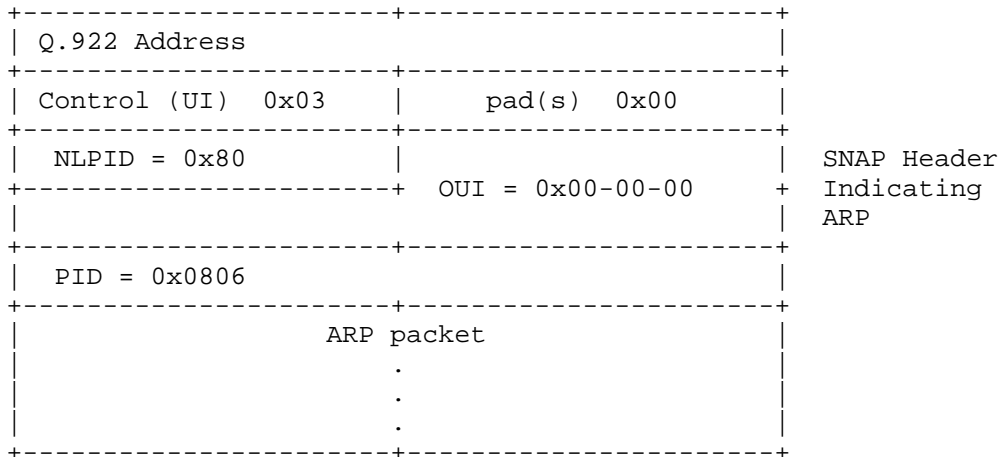 Q.922 Address
Control (UI) 0x03 pad(s) 0x00
NLPID = 0x80 SNAP Header
OUI = 0x00-00-00 Indicating
ARP
PID = 0x0806
ARP packet
.
.
.